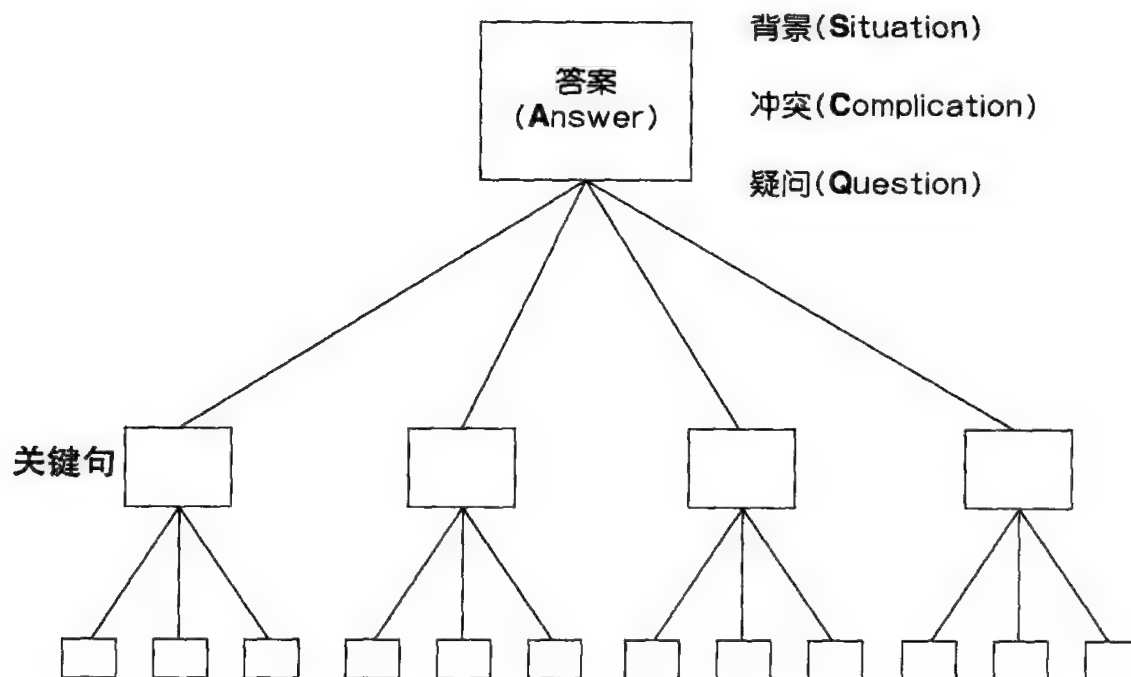 答案
(Answer)
背景(Situation)
冲突(Complication)
疑问(Question)
关键句